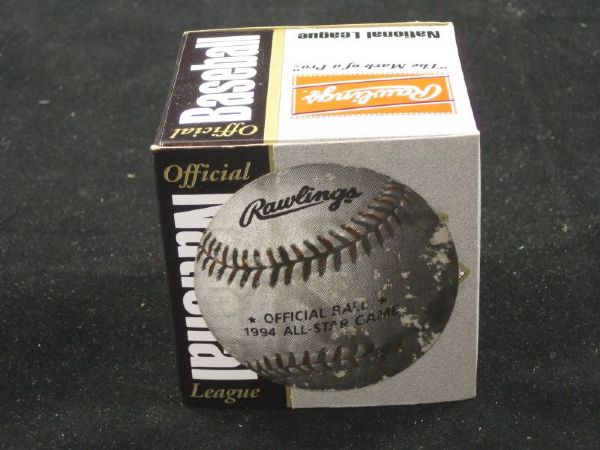 Official
Baseball
National League
"The Mark of a Pro®"
Rawlings®
Official
National
League
Rawlings
★ OFFICIAL BALL ★
1994 ALL-STAR GAME